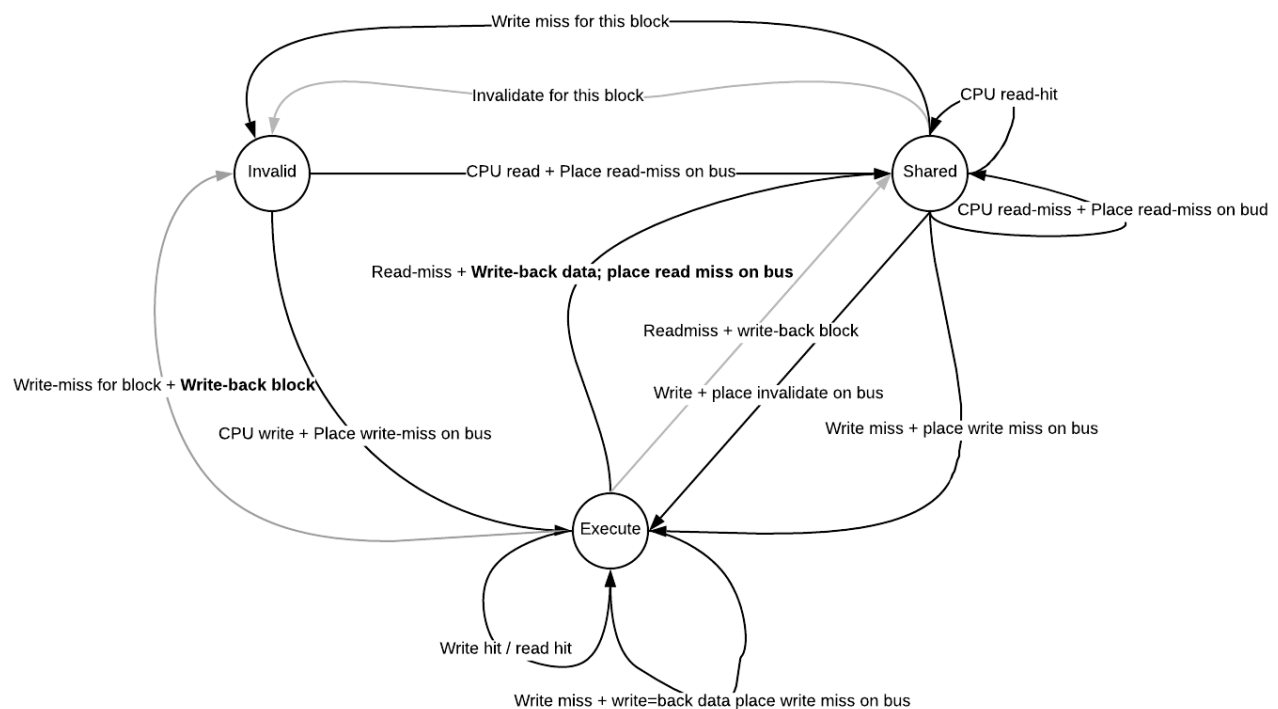 Write miss for this block
Invalidate for this block
CPU read-hit
Invalid
CPU read + Place read-miss on bus
Shared
CPU read-miss + Place read-miss on bud
Read-miss + Write-back data; place read miss on bus
Readmiss + write-back block
Write-miss for block + Write-back block
Write + place invalidate on bus
CPU write + Place write-miss on bus
Write miss + place write miss on bus
Execute
Write hit / read hit
Write miss + write=back data place write miss on bus